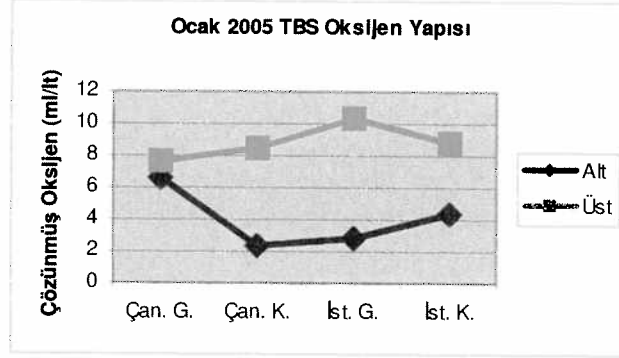 Ocak 2005 TBS Oksijen Yapısı
Çözünmüş Oksijen (ml/lt)
12
10
8
6
4
2
0
Çan. G. Çan. K. İst. G. İst. K.
Alt
Üst